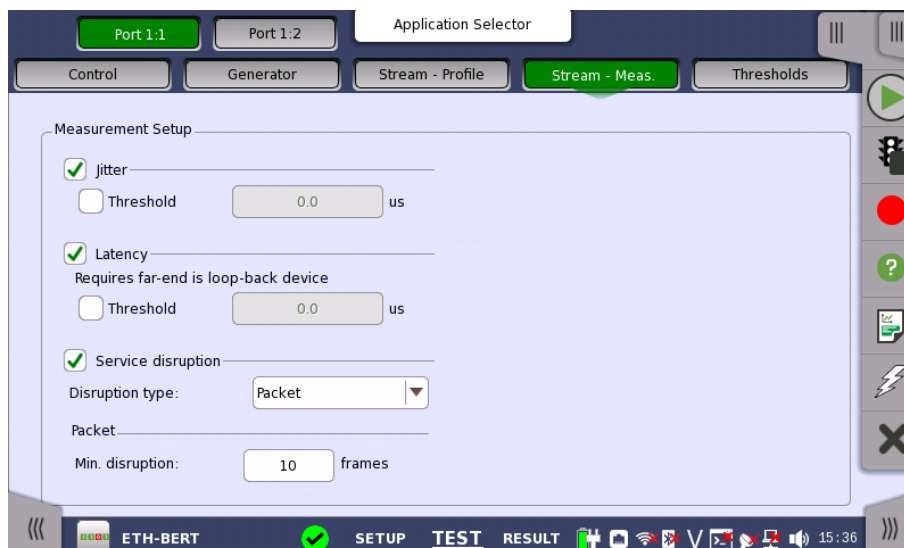 Application Selector
Port 1:1
Port 1:2
Control
Generator
Stream - Profile
Stream - Meas.
Thresholds
Measurement Setup
Jitter
Threshold 0.0 us
Latency
Requires far-end is loop-back device
Threshold 0.0 us
Service disruption
Disruption type: Packet
Packet
Min. disruption: 10 frames
ETH-BERT SETUP TEST RESULT 15:36